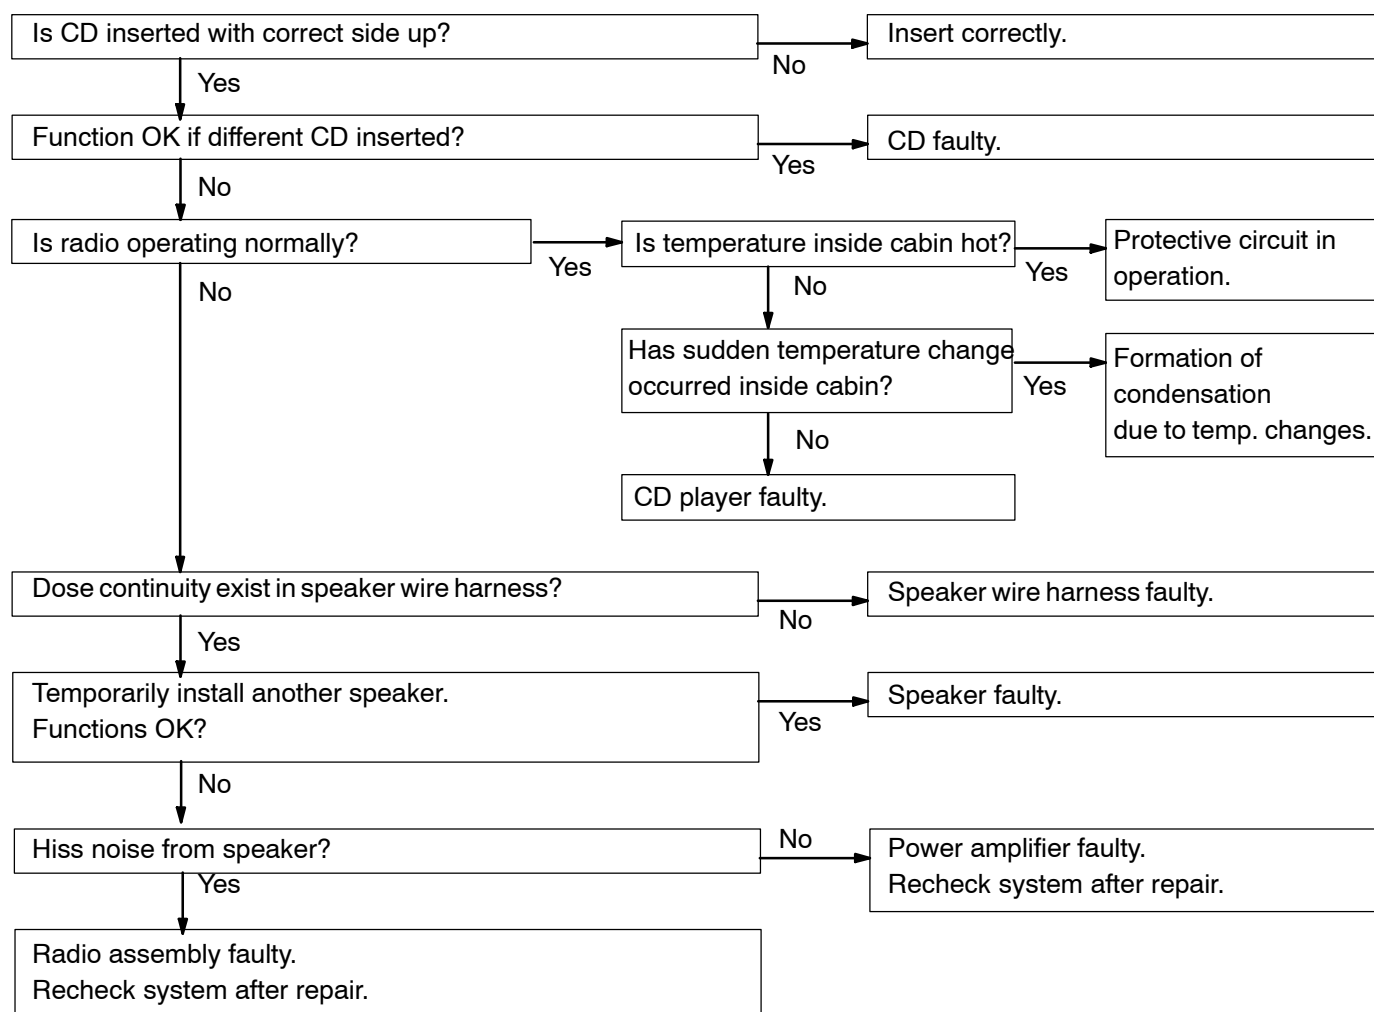 Is CD inserted with correct side up?
Insert correctly.
No
Yes
Function OK if different CD inserted?
CD faulty.
Yes
No
Is radio operating normally?
Yes
Is temperature inside cabin hot?
Yes
Protective circuit in
operation.
No
No
Has sudden temperature change
occurred inside cabin?
Yes
Formation of
condensation
due to temp. changes.
No
CD player faulty.
Dose continuity exist in speaker wire harness?
Speaker wire harness faulty.
No
Yes
Temporarily install another speaker.
Functions OK?
Speaker faulty.
Yes
No
Hiss noise from speaker?
No
Power amplifier faulty.
Recheck system after repair.
Yes
Radio assembly faulty.
Recheck system after repair.